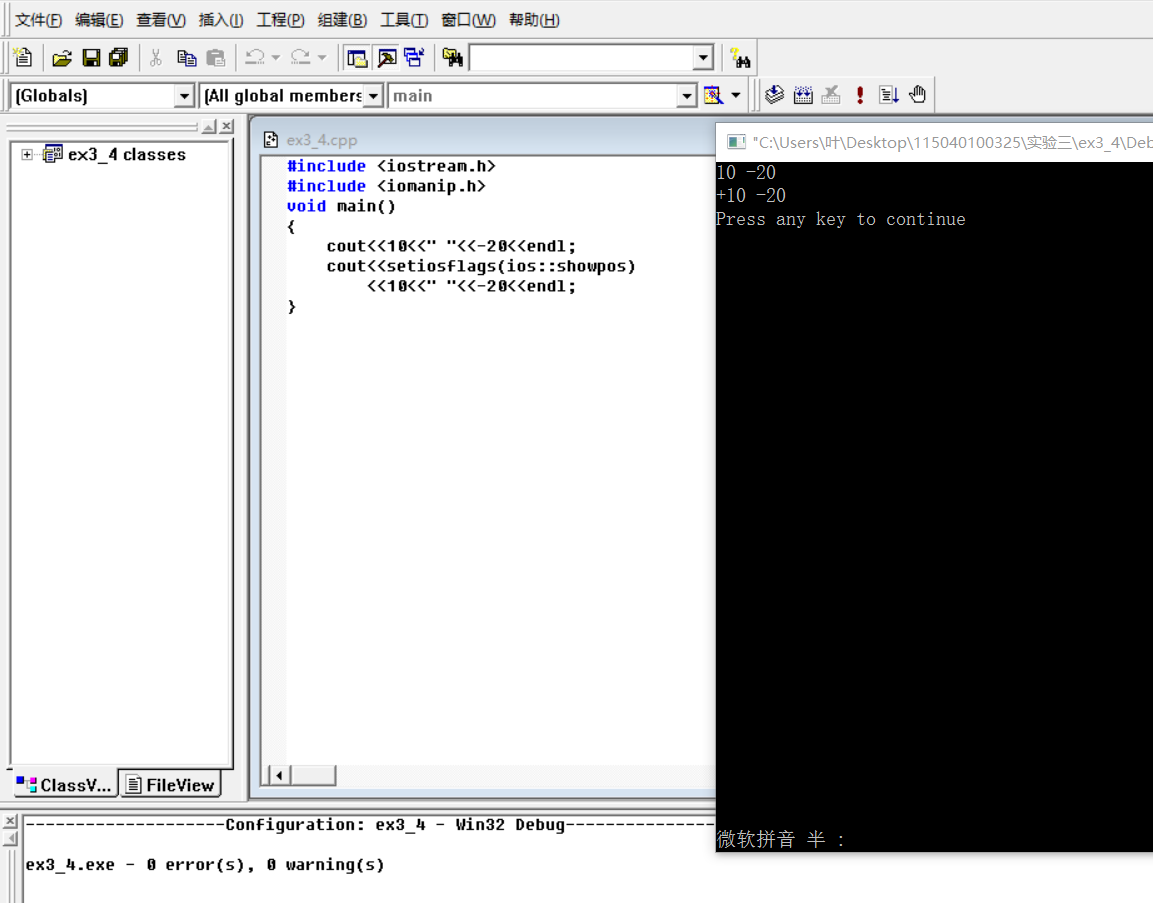 文件(F) 编辑(E) 查看(V) 插入(I) 工程(P) 组建(B) 工具(T) 窗口(W) 帮助(H)
(Globals) (All global members main
ex3_4 classes
ClassV... FileView
ex3_4.cpp
#include <iostream.h>
#include <iomanip.h>
void main()
{
    cout<<10<<" "<<-20<<endl;
    cout<<setiosflags(ios::showpos)
        <<10<<" "<<-20<<endl;
}
"C:\Users\叶\Desktop\115040100325\实验三\ex3_4\Deb
10 -20
+10 -20
Press any key to continue
微软拼音 半 :
--------------------Configuration: ex3_4 - Win32 Debug---------------
ex3_4.exe - 0 error(s), 0 warning(s)